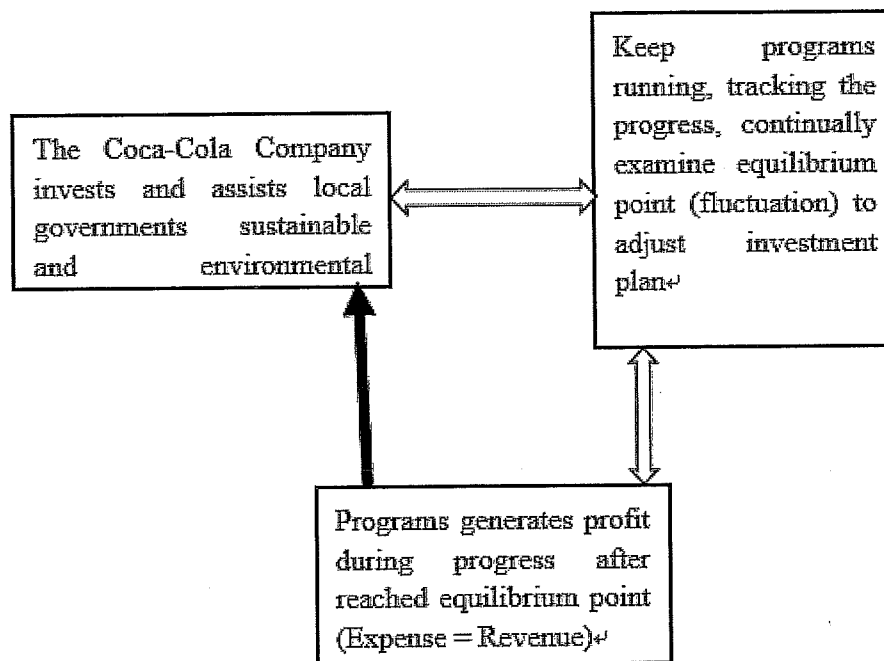 The Coca-Cola Company
invests and assists local
governments sustainable
and environmental
Keep programs
running, tracking the
progress, continually
examine equilibrium
point (fluctuation) to
adjust investment
plan↵
Programs generates profit
during progress after
reached equilibrium point
(Expense = Revenue)↵